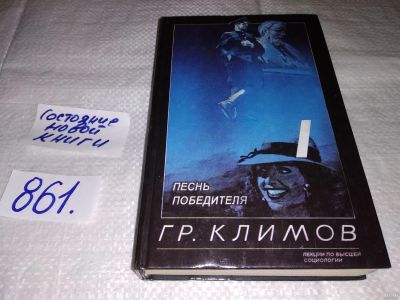 Состояние
новой
книги
861.
ПЕСНЬ
ПОБЕДИТЕЛЯ
ГР. КЛИМОВ
ЛЕКЦИИ ПО ВЫСШЕЙ
СОЦИОЛОГИИ